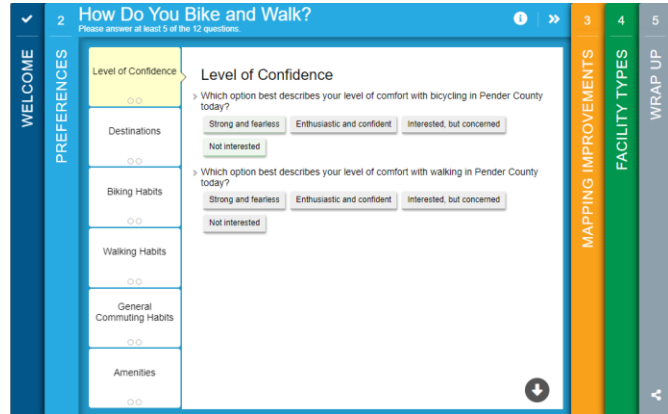 WELCOME
2
PREFERENCES
How Do You Bike and Walk?
Please answer at least 5 of the 12 questions.
i
Level of Confidence
Destinations
Biking Habits
Walking Habits
General
Commuting Habits
Amenities
Level of Confidence
Which option best describes your level of comfort with bicycling in Pender County
today?
Strong and fearless
Enthusiastic and confident
Interested, but concerned
Not interested
Which option best describes your level of comfort with walking in Pender County
today?
Strong and fearless
Enthusiastic and confident
Interested, but concerned
Not interested
3
MAPPING IMPROVEMENTS
4
FACILITY TYPES
5
WRAP UP